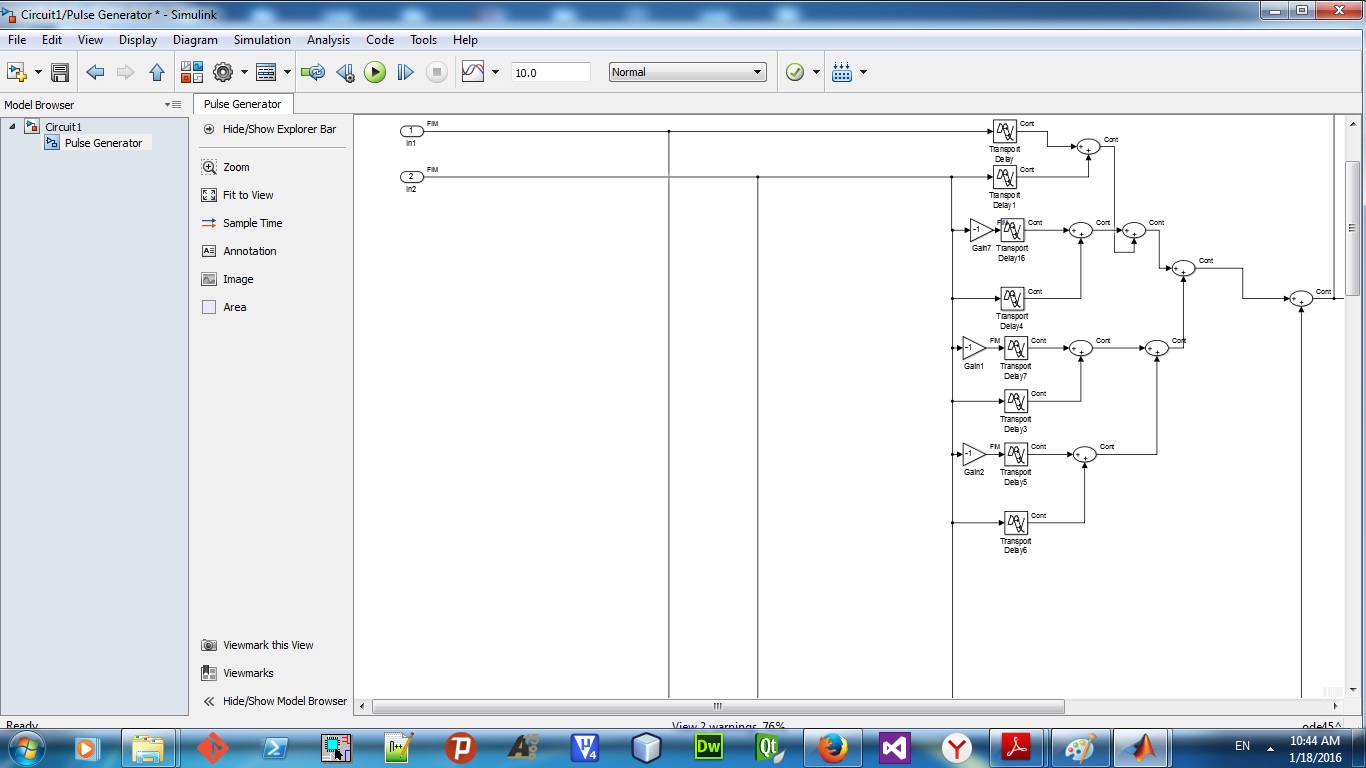 Circuit1/Pulse Generator * - Simulink
File Edit View Display Diagram Simulation Analysis Code Tools Help
10.0
Normal
Model Browser
Circuit1
Pulse Generator
Pulse Generator
Hide/Show Explorer Bar
Zoom
Fit to View
Sample Time
Annotation
Image
Area
Viewmark this View
Viewmarks
Hide/Show Model Browser
1
FiM
In1
2
FiM
In2
Cont
Transport
Delay
Cont
Cont
Transport
Delay1
-1
Gain7
Cont
Transport
Delay16
Cont
Cont
Cont
Transport
Delay4
Cont
Cont
-1
FiM
Gain1
Cont
Transport
Delay7
Cont
Cont
Transport
Delay3
-1
FiM
Gain2
Cont
Transport
Delay5
Cont
Cont
Transport
Delay6
Ready
View 2 warnings 76%
N++
4
Dw
Qt
EN
10:44 AM
1/18/2016